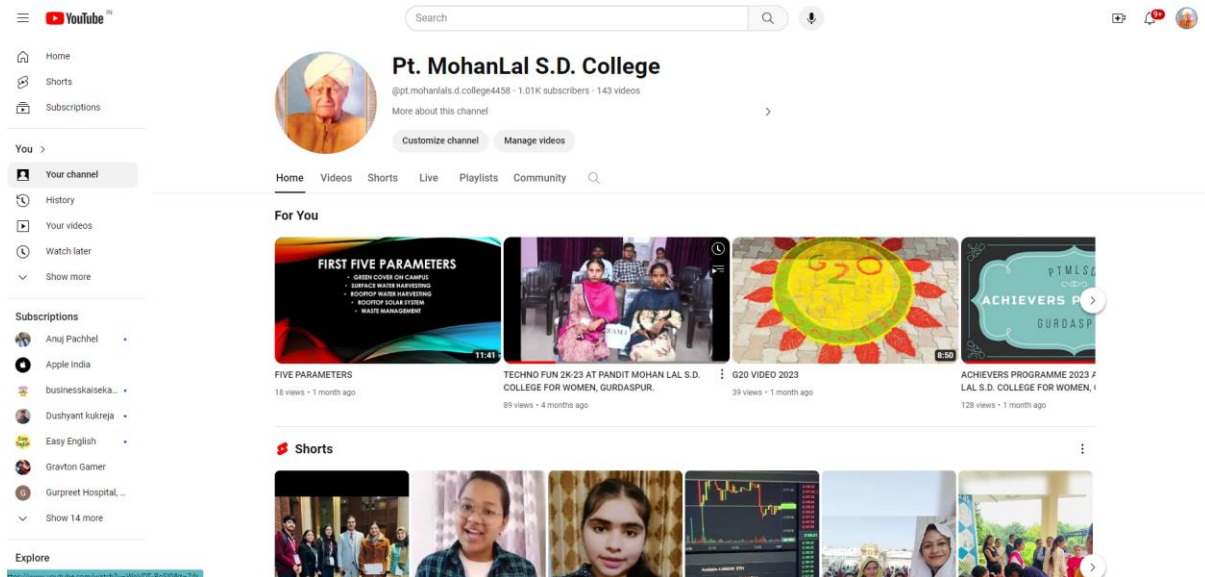 YouTube IN
Search
9+
Home
Shorts
Subscriptions
You
Your channel
History
Your videos
Watch later
Show more
Subscriptions
Anuj Pachhel
Apple India
businesskaiseka...
Dushyant kukreja
Easy English
Gravton Gamer
G
Gurpreet Hospital, ...
Show 14 more
Explore
Pt. MohanLal S.D. College
@pt.mohanlals.d.college4458 · 1.01K subscribers · 143 videos
More about this channel
Customize channel
Manage videos
Home Videos Shorts Live Playlists Community
For You
FIRST FIVE PARAMETERS
• GREEN COVER ON CAMPUS
• SURFACE WATER HARVESTING
• ROOFTOP WATER HARVESTING
• ROOFTOP SOLAR SYSTEM
• WASTE MANAGEMENT
11:41
FIVE PARAMETERS
18 views • 1 month ago
TECHNO FUN 2K-23 AT PANDIT MOHAN LAL S.D.
COLLEGE FOR WOMEN, GURDASPUR.
89 views • 4 months ago
G20
8:50
G20 VIDEO 2023
39 views • 1 month ago
PTMLSD
ACHIEVERS P
GURDASP
ACHIEVERS PROGRAMME 2023 A
LAL S.D. COLLEGE FOR WOMEN,
128 views • 1 month ago
Shorts